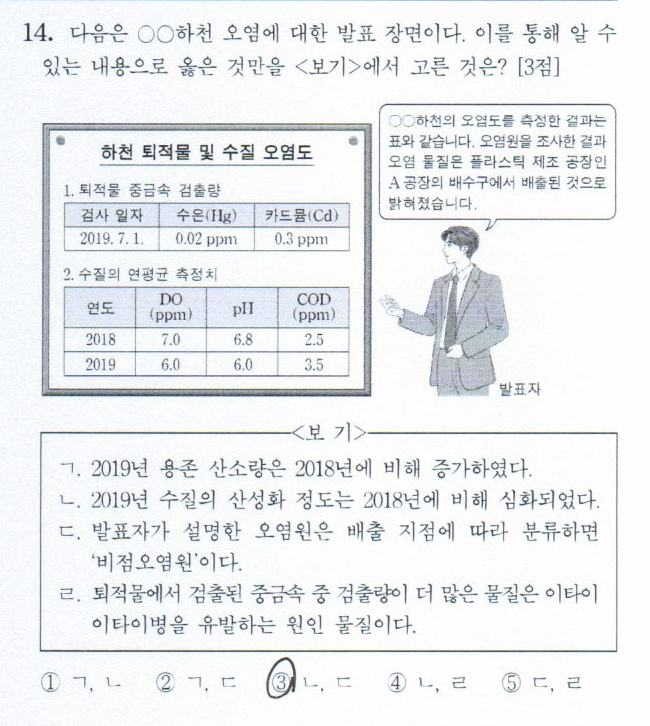 14. 다음은 ○○하천 오염에 대한 발표 장면이다. 이를 통해 알 수
있는 내용으로 옳은 것만을 <보기>에서 고른 것은? [3점]
하천 퇴적물 및 수질 오염도
1. 퇴적물 중금속 검출량
검사 일자 수은(Hg) 카드뮴(Cd)
2019. 7. 1. 0.02 ppm 0.3 ppm
2. 수질의 연평균 측정치
연도 DO (ppm) pH COD (ppm)
2018 7.0 6.8 2.5
2019 6.0 6.0 3.5
○○하천의 오염도를 측정한 결과는
표와 같습니다. 오염원을 조사한 결과
오염 물질은 플라스틱 제조 공장인
A 공장의 배수구에서 배출된 것으로
밝혀졌습니다.
발표자
<보 기>
ㄱ. 2019년 용존 산소량은 2018년에 비해 증가하였다.
ㄴ. 2019년 수질의 산성화 정도는 2018년에 비해 심화되었다.
ㄷ. 발표자가 설명한 오염원은 배출 지점에 따라 분류하면
‘비점오염원’이다.
ㄹ. 퇴적물에서 검출된 중금속 중 검출량이 더 많은 물질은 이타이
이타이병을 유발하는 원인 물질이다.
① ㄱ, ㄴ ② ㄱ, ㄷ ③ ㄴ, ㄷ ④ ㄴ, ㄹ ⑤ ㄷ, ㄹ